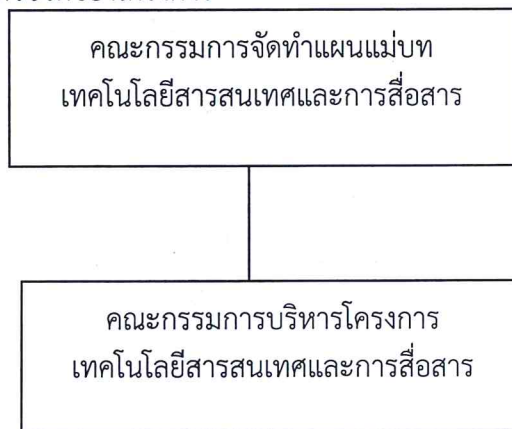 คณะกรรมการจัดทำแผนแม่บท
เทคโนโลยีสารสนเทศและการสื่อสาร
คณะกรรมการบริหารโครงการ
เทคโนโลยีสารสนเทศและการสื่อสาร